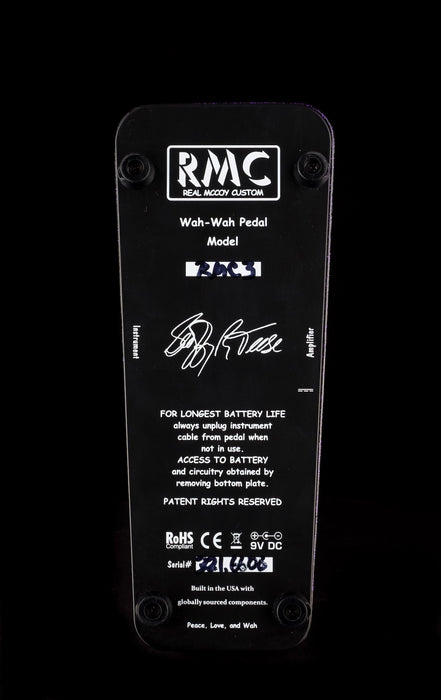 RMC
REAL MCCOY CUSTOM
Wah-Wah Pedal
Model
RMC3
Instrument
Amplifier
FOR LONGEST BATTERY LIFE
always unplug instrument
cable from pedal when
not in use.
ACCESS TO BATTERY
and circuitry obtained by
removing bottom plate.
PATENT RIGHTS RESERVED
RoHS
Compliant
CE
9V DC
Serial#
Built in the USA with
globally sourced components.
Peace, Love, and Wah